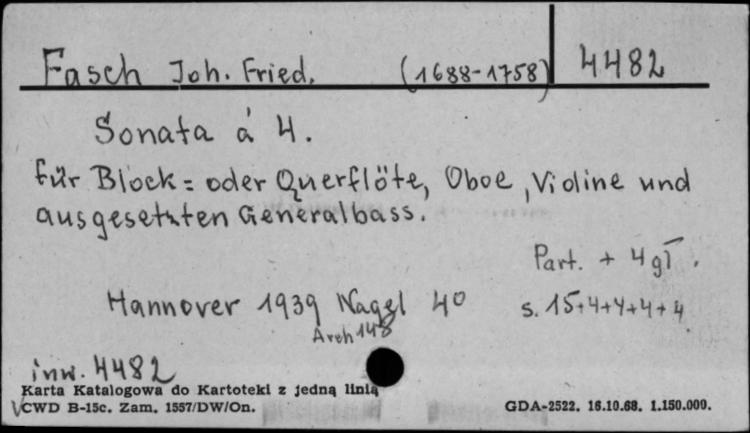 Fasch Joh. Fried. (1688-1758) 4482
Sonata á 4.
für Block= oder Querflöte, Oboe, Violine und
ausgesetzten Generalbass.
Part. + 4 gł.
Hannover 1939 Nagel 4º s. 15+4+4+4+4
Arch 148
inw. 4482
Karta Katalogowa do Kartoteki z jedną linią
CWD B-15c. Zam. 1557/DW/On. GDA-2522. 16.10.68. 1.150.000.